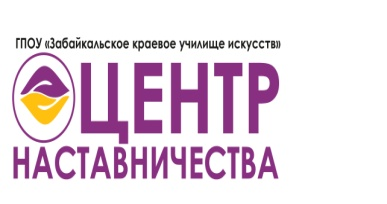 ГПОУ «Забайкальское краевое училище искусств»
ЦЕНТР
НАСТАВНИЧЕСТВА